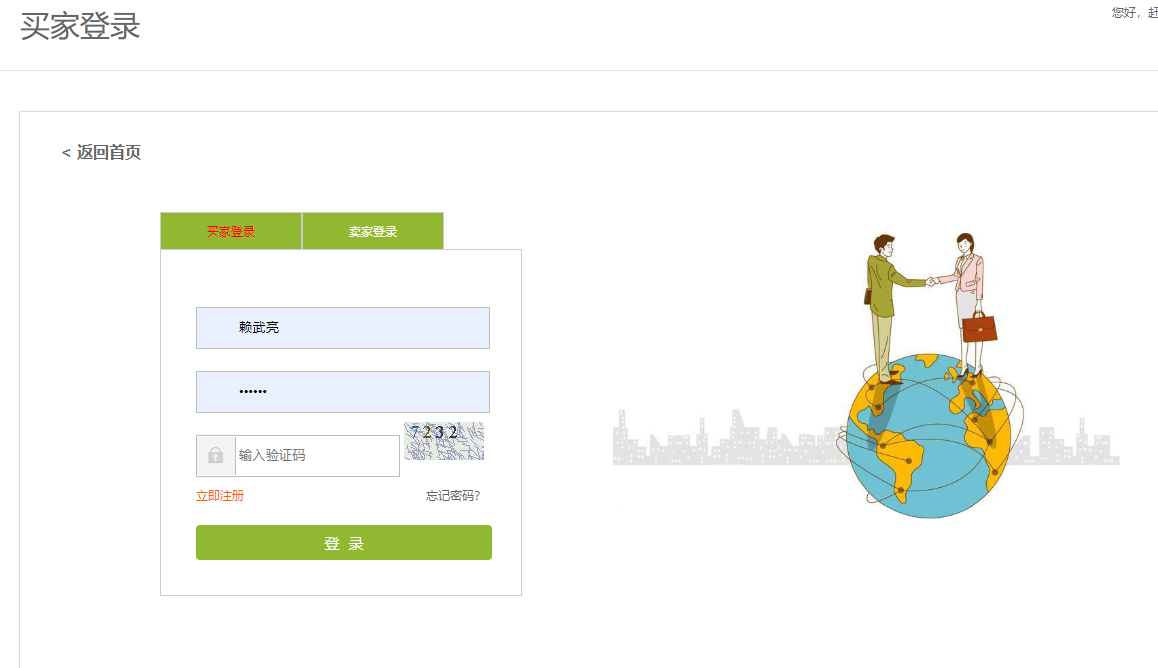 买家登录
您好，赶
< 返回首页
买家登录 卖家登录
赖武亮
••••••
输入验证码 7232
立即注册 忘记密码?
登 录